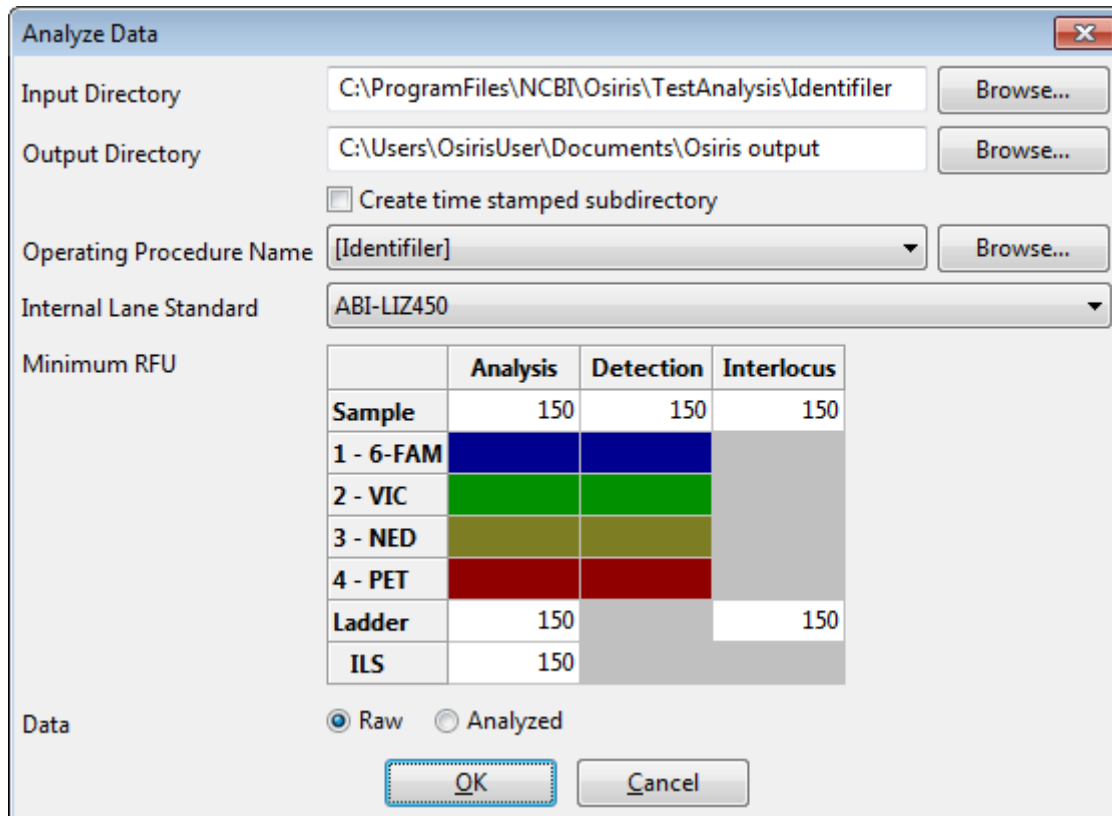 Analyze Data
Input Directory C:\ProgramFiles\NCBI\Osiris\TestAnalysis\Identifiler Browse...
Output Directory C:\Users\OsirisUser\Documents\Osiris output Browse...
Create time stamped subdirectory
Operating Procedure Name [Identifiler] Browse...
Internal Lane Standard ABI-LIZ450
Minimum RFU
Analysis Detection Interlocus
Sample 150 150 150
1 - 6-FAM
2 - VIC
3 - NED
4 - PET
Ladder 150 150
ILS 150
Data Raw Analyzed
OK Cancel